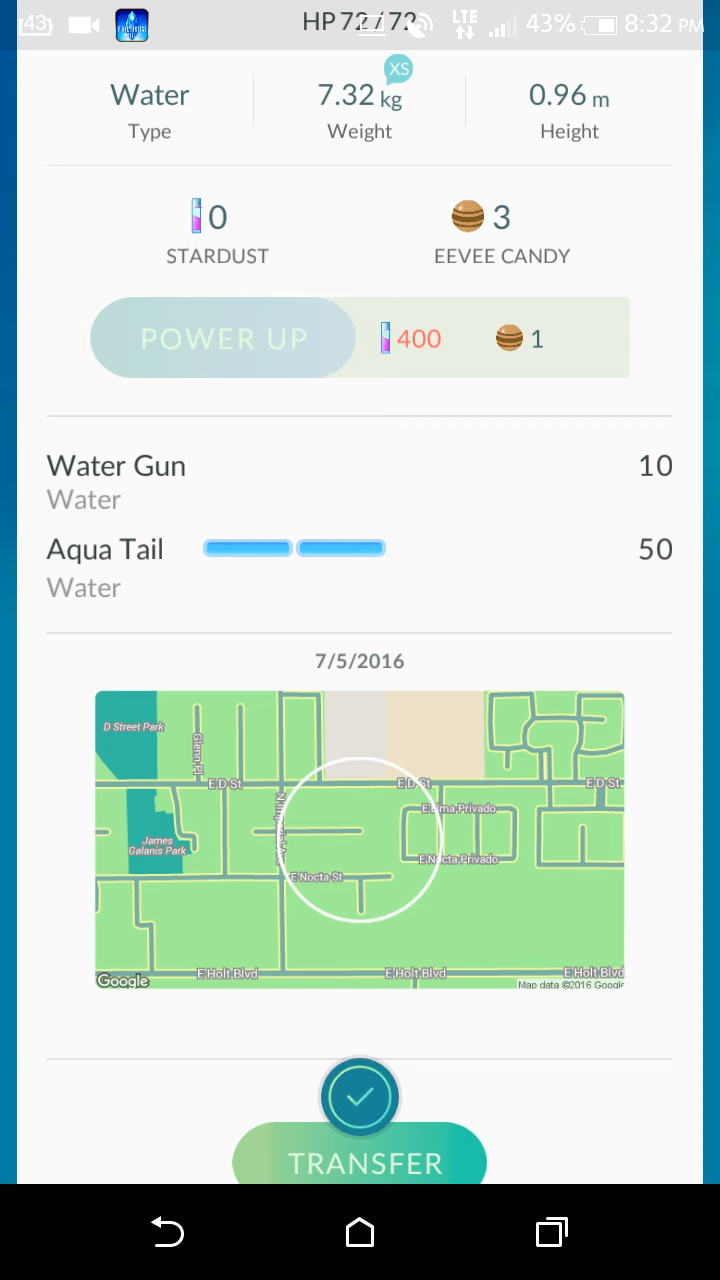 43 HP 72 / 72 LTE 43% 8:32 PM
XS
Water 7.32 kg 0.96 m
Type Weight Height
0 3
STARDUST EEVEE CANDY
POWER UP 400 1
Water Gun 10
Water
Aqua Tail 50
Water
7/5/2016
D Street Park
Glenn Pl
E D St E D St E D St
E Elma Privado
James
Galanis Park
E Nocta Privado
E Nocta St
E Holt Blvd E Holt Blvd E Holt Blvd
Google Map data ©2016 Google
TRANSFER